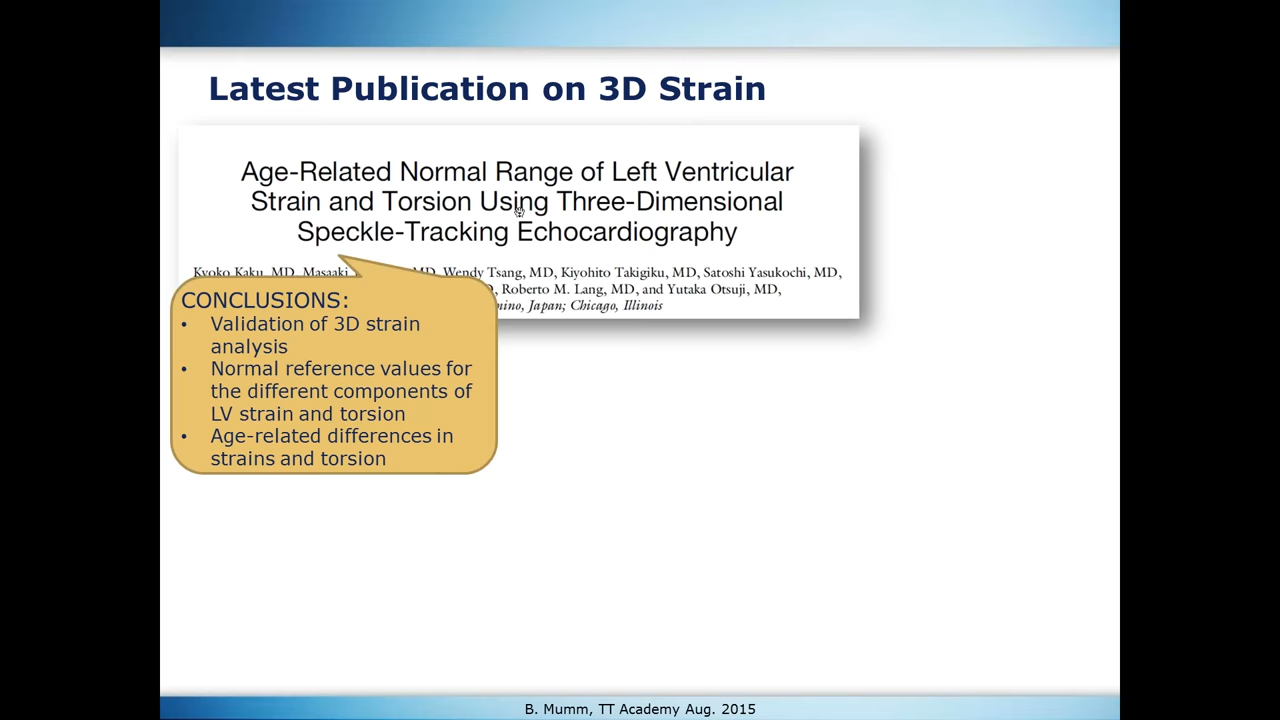 Latest Publication on 3D Strain
Age-Related Normal Range of Left Ventricular
Strain and Torsion Using Three-Dimensional
Speckle-Tracking Echocardiography
Kyoko Kaku, MD, Masaaki MD, Wendy Tsang, MD, Kiyohito Takigiku, MD, Satoshi Yasukochi, MD,
Roberto M. Lang, MD, and Yutaka Otsuji, MD,
Japan; Chicago, Illinois
CONCLUSIONS:
• Validation of 3D strain
analysis
• Normal reference values for
the different components of
LV strain and torsion
• Age-related differences in
strains and torsion
B. Mumm, TT Academy Aug. 2015